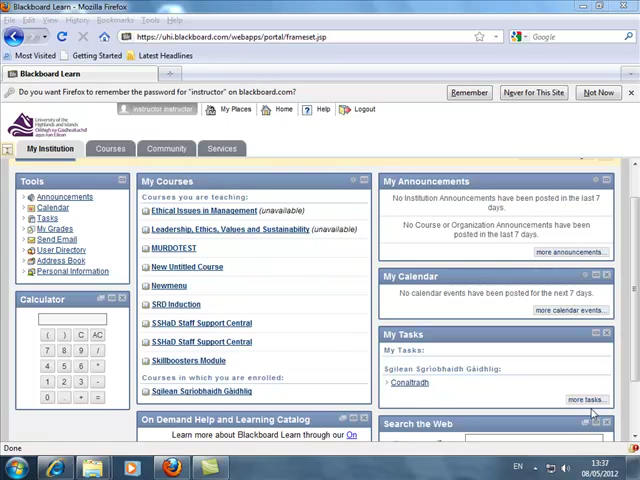 Blackboard Learn - Mozilla Firefox
File Edit View History Bookmarks Tools Help
https://uhi.blackboard.com/webapps/portal/frameset.jsp
Google
Most Visited Getting Started Latest Headlines
Blackboard Learn
Do you want Firefox to remember the password for "instructor" on blackboard.com?
Remember Never for This Site Not Now
instructor instructor My Places Home Help Logout
University of the
Highlands and Islands
Oilthigh na Gàidhealtachd
agus nan Eilean
My Institution Courses Community Services
Tools
Announcements
Calendar
Tasks
My Grades
Send Email
User Directory
Address Book
Personal Information
Calculator
( ) C AC
7 8 9 /
4 5 6 *
1 2 3 -
0 . + =
My Courses
Courses you are teaching:
Ethical Issues in Management (unavailable)
Leadership, Ethics, Values and Sustainability (unavailable)
MURDOTEST
New Untitled Course
Newmenu
SRD Induction
SSHaD Staff Support Central
SSHaD Staff Support Central
Skillboosters Module
Courses in which you are enrolled:
Sgilean Sgrìobhaidh Gàidhlig
On Demand Help and Learning Catalog
Learn more about Blackboard Learn through our On
My Announcements
No Institution Announcements have been posted in the last 7
days.
No Course or Organization Announcements have been
posted in the last 7 days.
more announcements...
My Calendar
No calendar events have been posted for the next 7 days.
more calendar events...
My Tasks
My Tasks:
Sgilean Sgrìobhaidh Gàidhlig:
Conaltradh
more tasks...
Search the Web
Done
EN
13:37
08/05/2012